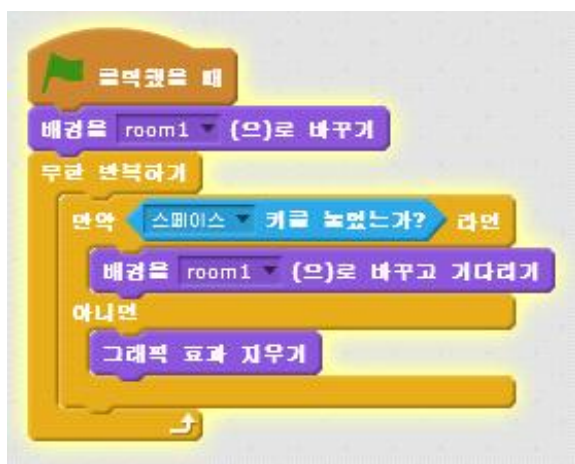 클릭했을 때
배경을 room1 (으)로 바꾸기
무한 반복하기
만약 스페이스 키를 눌렀는가? 라면
배경을 room1 (으)로 바꾸고 기다리기
아니면
그래픽 효과 지우기